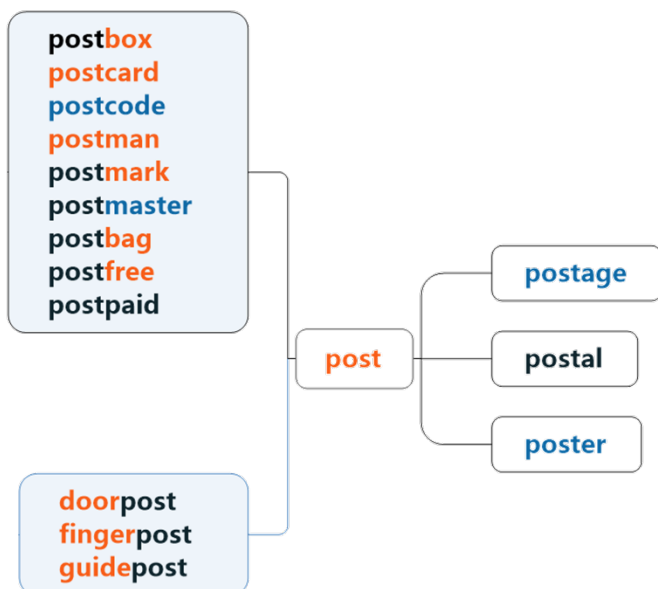 postbox
postcard
postcode
postman
postmark
postmaster
postbag
postfree
postpaid
post
postage
postal
poster
doorpost
fingerpost
guidepost